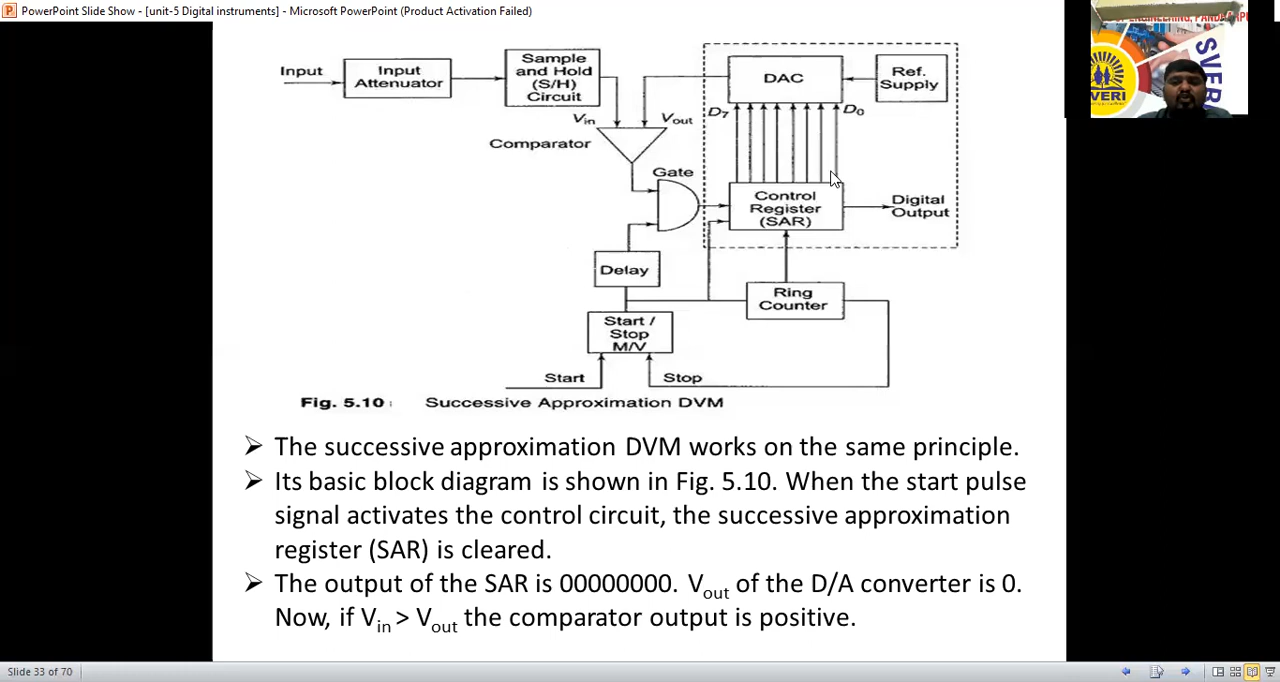 PowerPoint Slide Show - [unit-5 Digital instruments] - Microsoft PowerPoint (Product Activation Failed)
Input
Input
Attenuator
Sample
and Hold
(S/H)
Circuit
DAC
Ref.
Supply
Vin
Vout
D7
D0
Comparator
Gate
Control
Register
(SAR)
Digital
Output
Delay
Ring
Counter
Start /
Stop
M/V
Start
Stop
Fig. 5.10 Successive Approximation DVM
➢ The successive approximation DVM works on the same principle.
➢ Its basic block diagram is shown in Fig. 5.10. When the start pulse
signal activates the control circuit, the successive approximation
register (SAR) is cleared.
➢ The output of the SAR is 00000000. Vout of the D/A converter is 0.
Now, if Vin > Vout the comparator output is positive.
ENGINEERING,
SVER
VERI
Slide 33 of 70